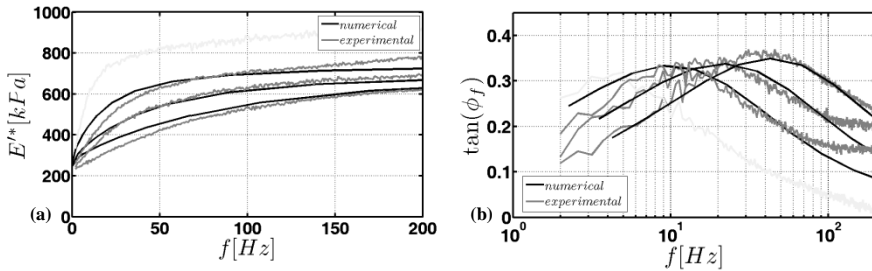 1000
800
600
400
200
0
E'*[kPa]
numerical
experimental
(a)
0 50 100 150 200
f[Hz]
0.4
0.3
0.2
0.1
0
tan(ϕf)
numerical
experimental
(b)
10^0 10^1 10^2
f[Hz]